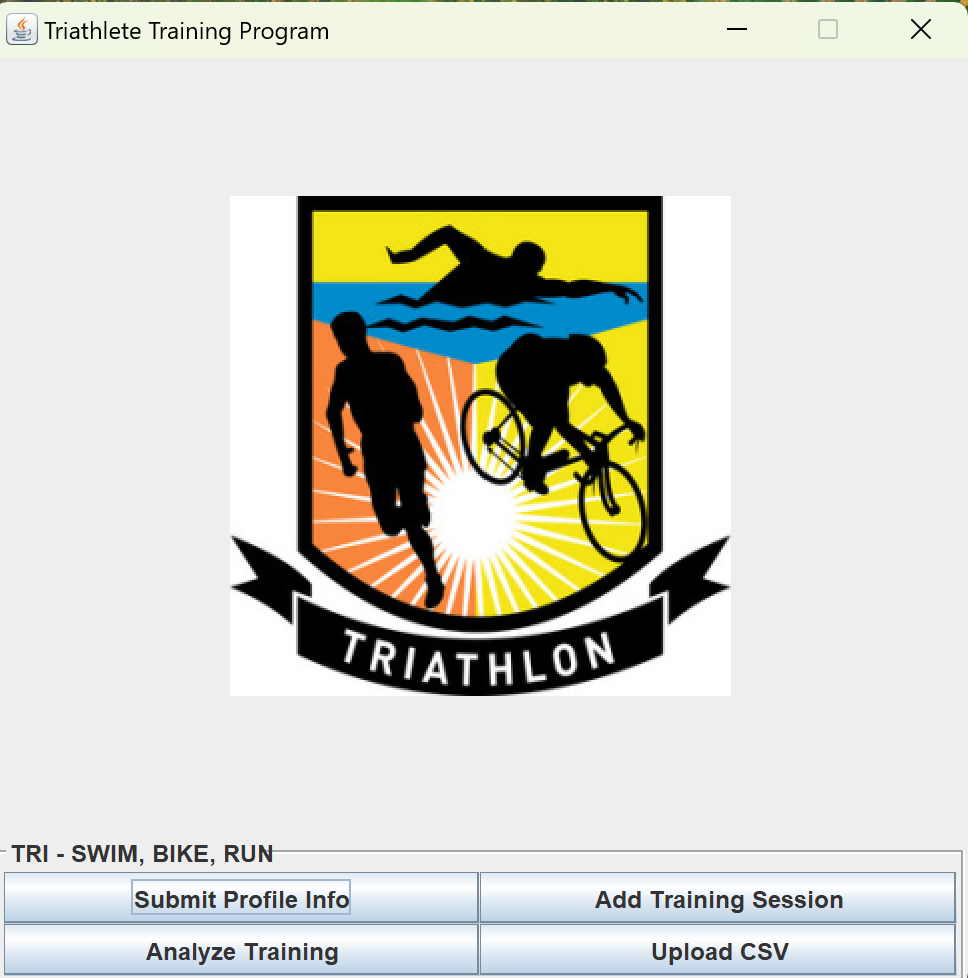 Triathlete Training Program
TRIATHLON
TRI - SWIM, BIKE, RUN
Submit Profile Info
Add Training Session
Analyze Training
Upload CSV